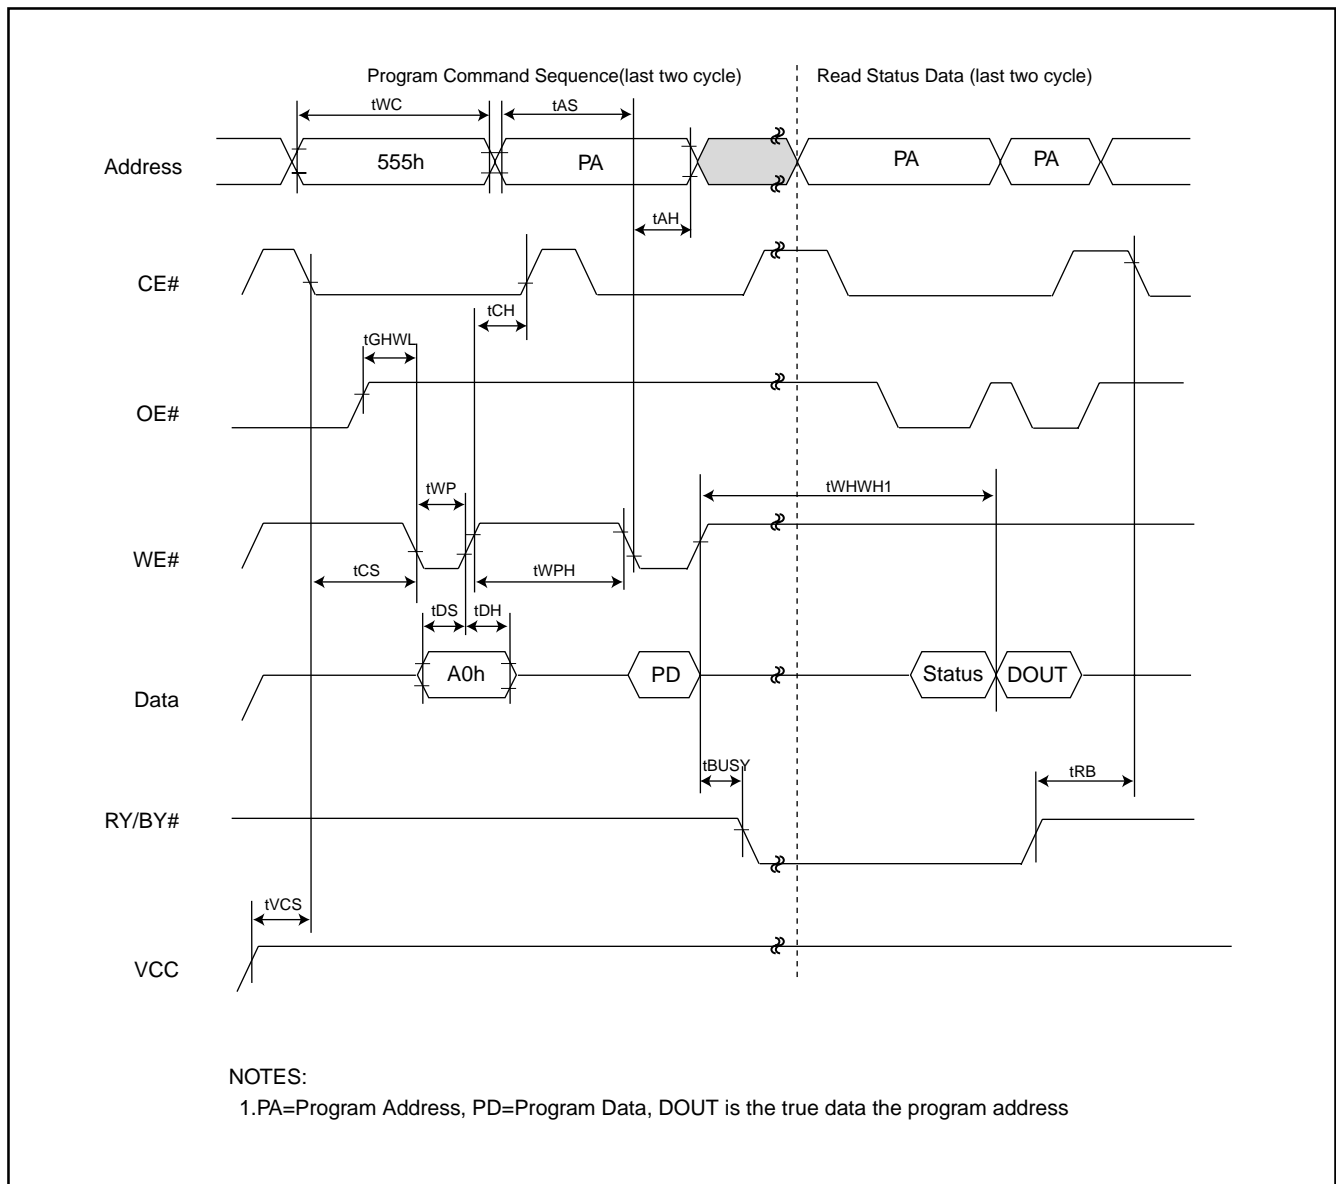 Program Command Sequence(last two cycle)
Read Status Data (last two cycle)
tWC
tAS
Address
555h
PA
PA
PA
tAH
CE#
tCH
tGHWL
OE#
tWP
tWHWH1
WE#
tCS
tWPH
tDS
tDH
Data
A0h
PD
Status
DOUT
tBUSY
tRB
RY/BY#
tVCS
VCC
NOTES:
1.PA=Program Address, PD=Program Data, DOUT is the true data the program address